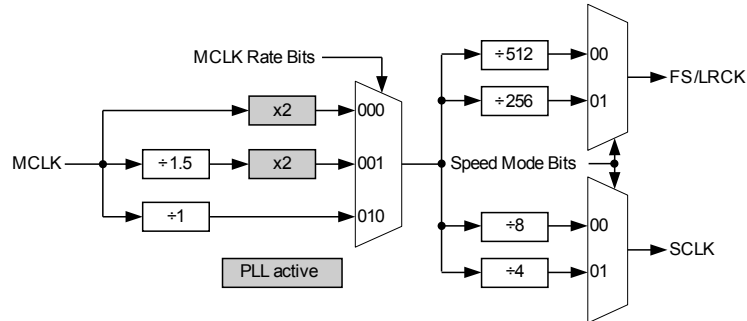 MCLK Rate Bits
÷512
00
FS/LRCK
x2
000
÷256
01
MCLK
÷1.5
x2
001
Speed Mode Bits
÷1
010
÷8
00
SCLK
PLL active
÷4
01